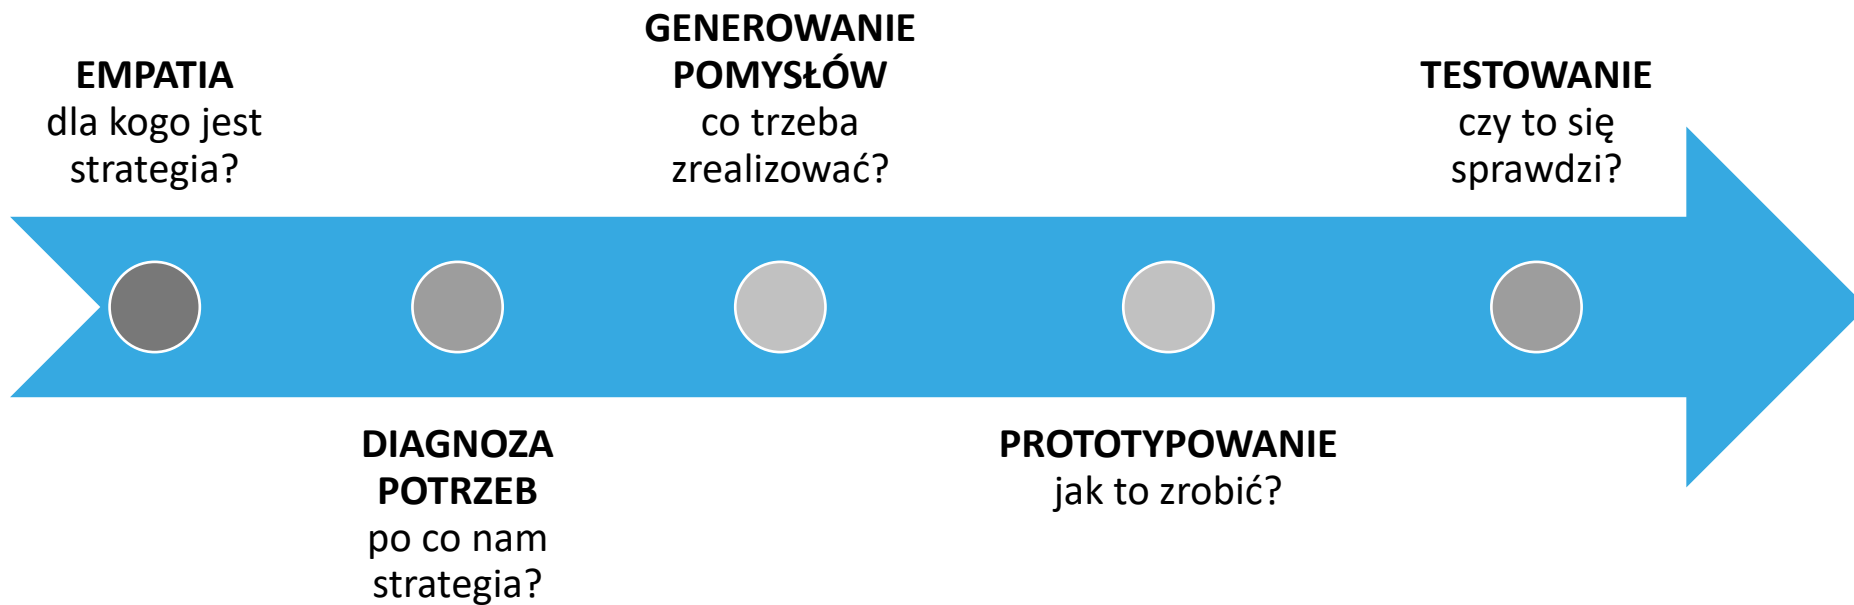 EMPATIA
dla kogo jest
strategia?
DIAGNOZA
POTRZEB
po co nam
strategia?
GENEROWANIE
POMYSŁÓW
co trzeba
zrealizować?
PROTOTYPOWANIE
jak to zrobić?
TESTOWANIE
czy to się
sprawdzi?